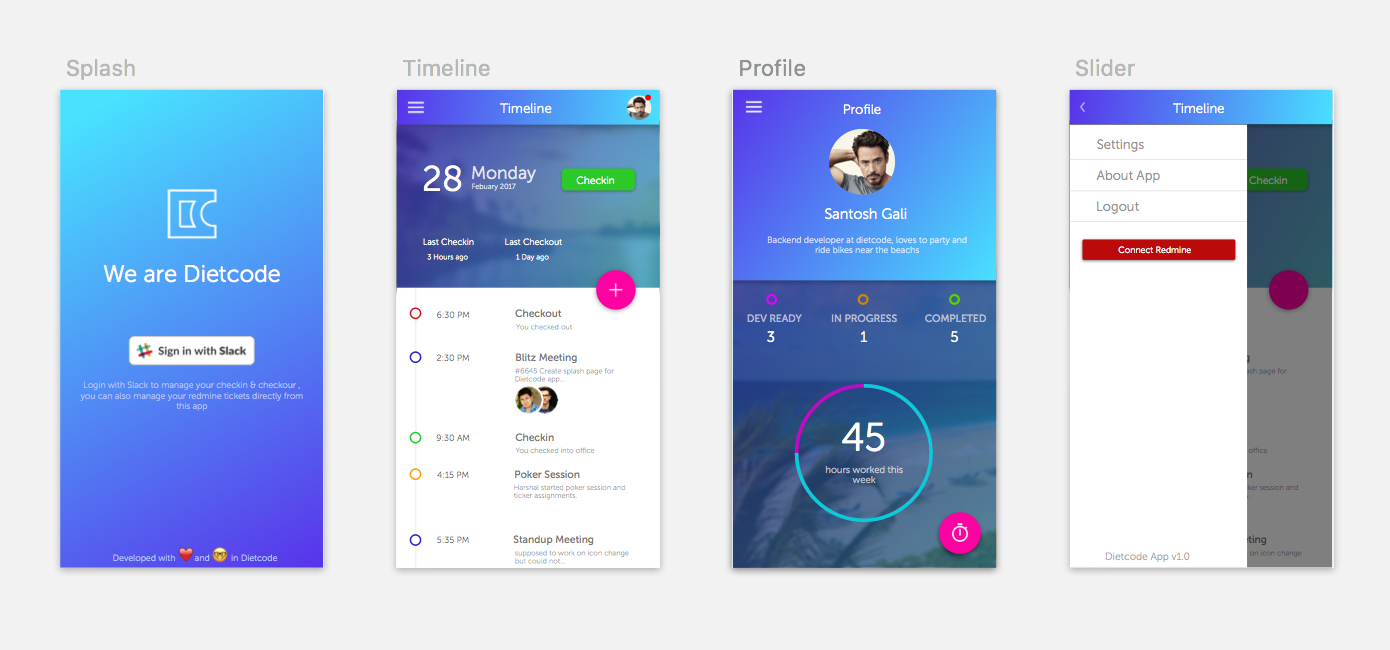 Splash
We are Dietcode
Sign in with Slack
Login with Slack to manage your checkin & checkour ,
you can also manage your redmine tickets directly from
this app
Developed with ❤️ and 🤓 in Dietcode
Timeline
Timeline
28 Monday
Febuary 2017
Checkin
Last Checkin Last Checkout
3 Hours ago 1 Day ago
+
6:30 PM Checkout
You checked out
2:30 PM Blitz Meeting
#6645 Create splash page for
Dietcode app...
9:30 AM Checkin
You checked into office
4:15 PM Poker Session
Harshal started poker session and
ticker assignments.
5:35 PM Standup Meeting
supposed to work on icon change
but could not...
Profile
Profile
Santosh Gali
Backend developer at dietcode, loves to party and
ride bikes near the beachs
DEV READY IN PROGRESS COMPLETED
3 1 5
45
hours worked this
week
Slider
Timeline
Settings
About App
Logout
Connect Redmine
Dietcode App v1.0
Checkin
page for
office
ker session and
eting
on icon change